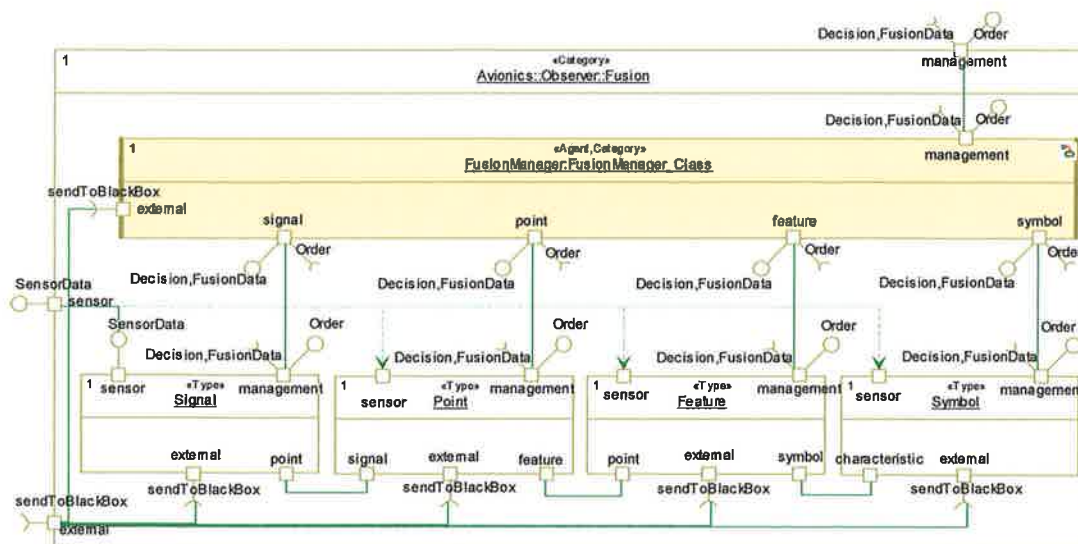 Decision,FusionData
Order
management
1
«Category»
Avionics::Observer::Fusion
Decision,FusionData
Order
management
1
«Agent,Category»
FusionManager:FusionManager_Class
sendToBlackBox
external
signal
point
feature
symbol
Order
Order
Order
Order
Decision,FusionData
Decision,FusionData
Decision,FusionData
Decision,FusionData
SensorData
sensor
SensorData
Order
Order
Order
Order
Decision,FusionData
Decision,FusionData
Decision,FusionData
Decision,FusionData
1
sensor
«Type»
Signal
management
1
sensor
«Type»
Point
management
1
sensor
«Type»
Feature
management
1
sensor
«Type»
Symbol
management
external
point
signal
external
feature
point
external
symbol
characteristic
external
sendToBlackBox
sendToBlackBox
sendToBlackBox
sendToBlackBox
sendToBlackBox
external